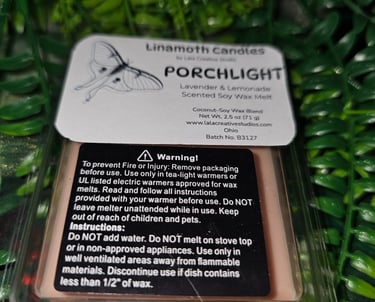 Linamoth Candles
by Lala Creative Studio
PORCHLIGHT
Lavender & Lemonade
Scented Soy Wax Melt
Coconut-Soy Wax Blend
Net Wt. 2.5 oz (71 g)
www.lalacreativestudios.com
Ohio
Batch No. B3127
Warning!
To prevent Fire or Injury: Remove packaging
before use. Use only in tea-light warmers or
UL listed electric warmers approved for wax
melts. Read and follow all instructions
provided with your warmer before use. Do NOT
leave melter unattended while in use. Keep
out of reach of children and pets.
Instructions:
Do NOT add water. Do NOT melt on stove top
or in non-approved appliances. Use only in
well ventilated areas away from flammable
materials. Discontinue use if dish contains
less than 1/2" of wax.